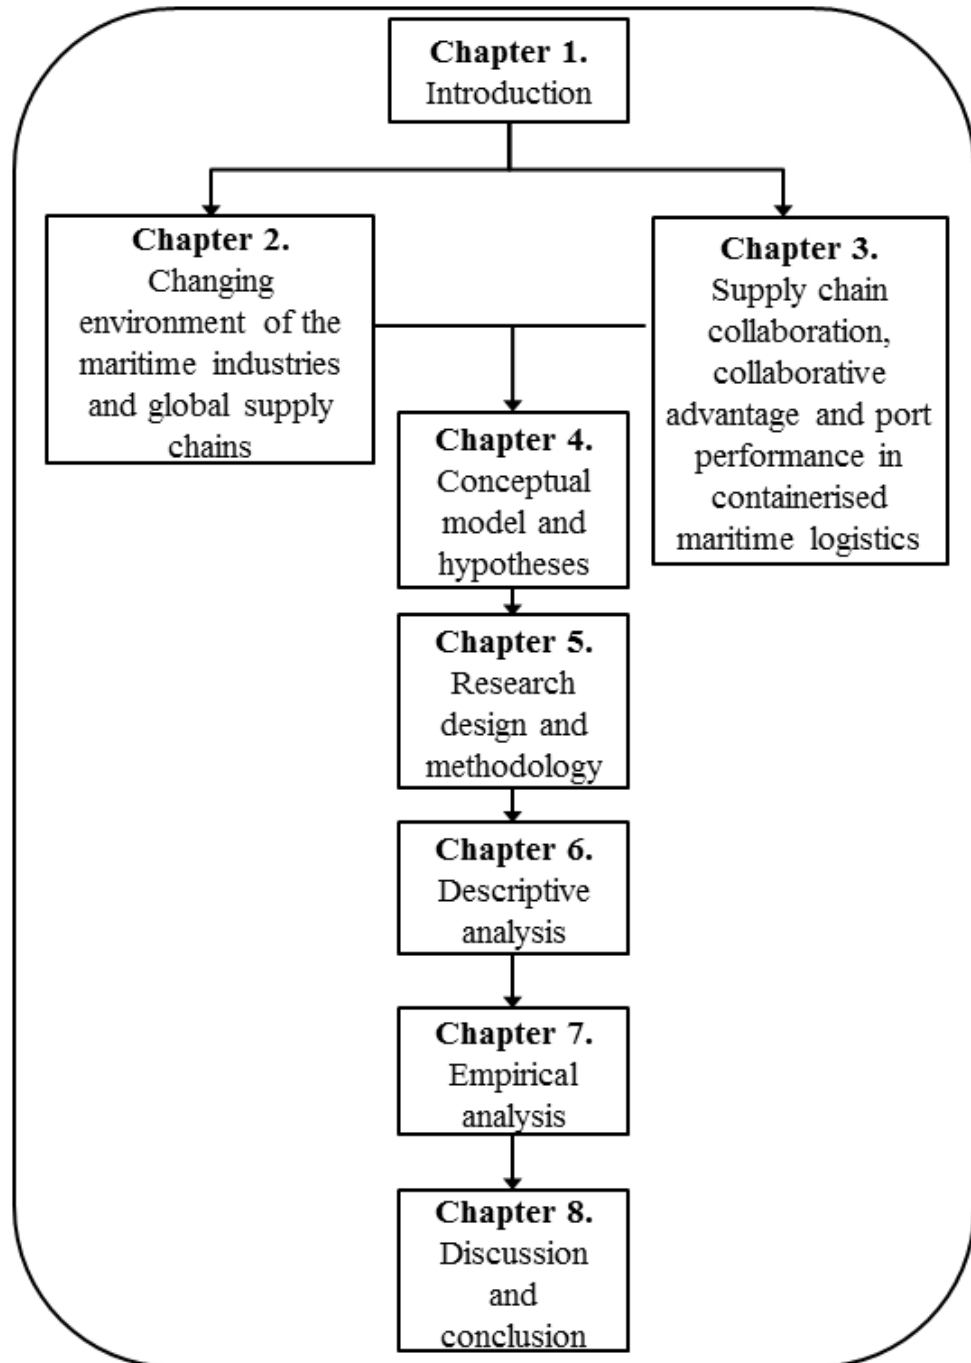 Chapter 1.
Introduction
Chapter 2.
Changing
environment of the
maritime industries
and global supply
chains
Chapter 3.
Supply chain
collaboration,
collaborative
advantage and port
performance in
containerised
maritime logistics
Chapter 4.
Conceptual
model and
hypotheses
Chapter 5.
Research
design and
methodology
Chapter 6.
Descriptive
analysis
Chapter 7.
Empirical
analysis
Chapter 8.
Discussion
and
conclusion